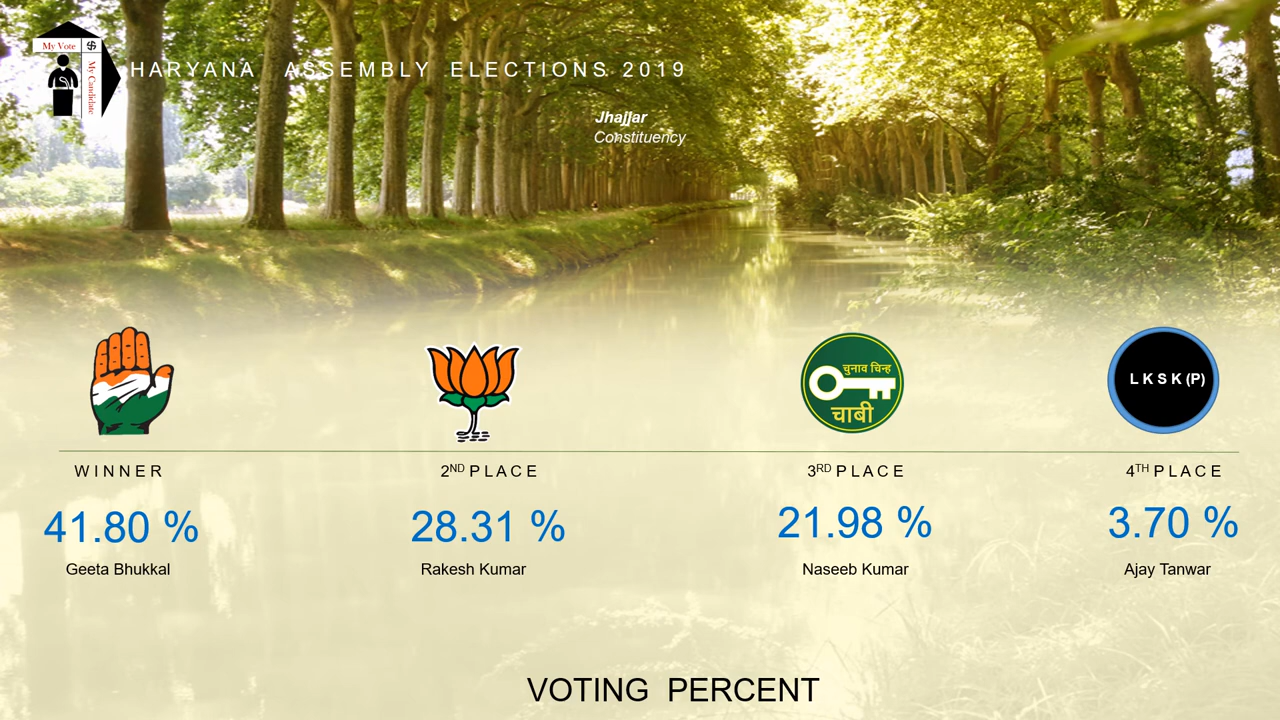 My Vote
My Candidate
HARYANA ASSEMBLY ELECTIONS 2019
Jhajjar
Constituency
चुनाव चिन्ह
चाबी
L K S K (P)
WINNER
2ND PLACE
3RD PLACE
4TH PLACE
41.80 %
28.31 %
21.98 %
3.70 %
Geeta Bhukkal
Rakesh Kumar
Naseeb Kumar
Ajay Tanwar
VOTING PERCENT